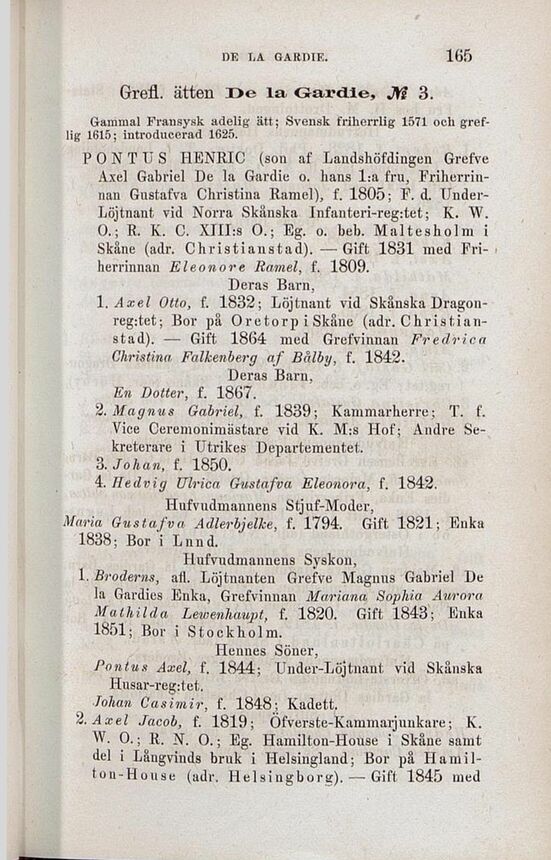 DE LA GARDIE. 165
Grefl. ätten De la Gardie, № 3.
Gammal Fransysk adelig ätt; Svensk friherrlig 1571 och gref-
lig 1615; introducerad 1625.
PONTUS HENRIC (son af Landshöfdingen Grefve
Axel Gabriel De la Gardie o. hans 1:a fru, Friherrin-
nan Gustafva Christina Ramel), f. 1805; F. d. Under-
Löjtnant vid Norra Skånska Infanteri-reg:tet; K. W.
O.; R. K. C. XIII:s O.; Eg. o. beb. Maltesholm i
Skåne (adr. Christianstad). — Gift 1831 med Fri-
herrinnan Eleonore Ramel, f. 1809.
Deras Barn,
1. Axel Otto, f. 1832; Löjtnant vid Skånska Dragon-
reg:tet; Bor på Oretorp i Skåne (adr. Christian-
stad). — Gift 1864 med Grefvinnan Fredrica
Christina Falkenberg af Bålby, f. 1842.
Deras Barn,
En Dotter, f. 1867.
2. Magnus Gabriel, f. 1839; Kammarherre; T. f.
Vice Ceremonimästare vid K. M:s Hof; Andre Se-
kreterare i Utrikes Departementet.
3. Johan, f. 1850.
4. Hedvig Ulrica Gustafva Eleonora, f. 1842.
Hufvudmannens Stjuf-Moder,
Maria Gustafva Adlerbjelke, f. 1794. Gift 1821; Enka
1838; Bor i Lund.
Hufvudmannens Syskon,
1. Broderns, afl. Löjtnanten Grefve Magnus Gabriel De
la Gardies Enka, Grefvinnan Mariana Sophia Aurora
Mathilda Lewenhaupt, f. 1820. Gift 1843; Enka
1851; Bor i Stockholm.
Hennes Söner,
Pontus Axel, f. 1844; Under-Löjtnant vid Skånska
Husar-reg:tet.
Johan Casimir, f. 1848; Kadett.
2. Axel Jacob, f. 1819; Öfverste-Kammarjunkare; K.
W. O.; R. N. O.; Eg. Hamilton-House i Skåne samt
del i Långvinds bruk i Helsingland; Bor på Hamil-
ton-House (adr. Helsingborg). — Gift 1845 med